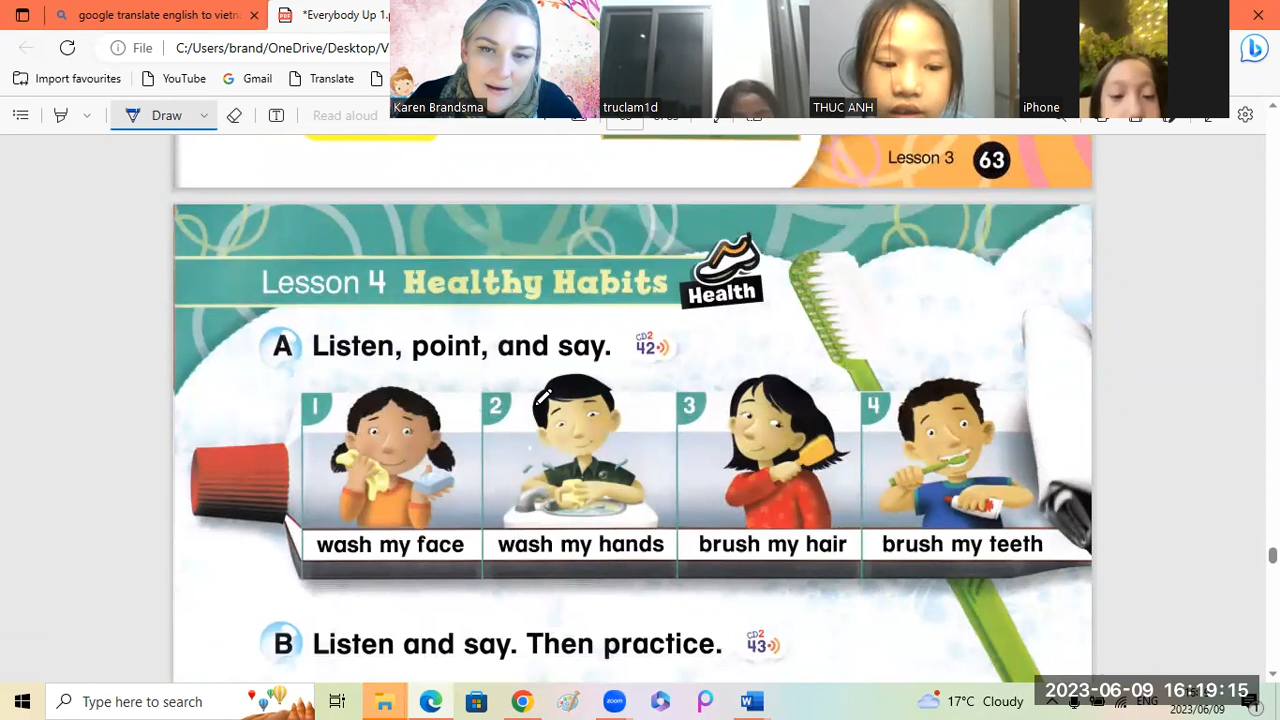 google translate english to vietn
*Everybody Up 1.p
File
C:/Users/brand/OneDrive/Desktop/V
Import favourites
YouTube
Gmail
Translate
Karen Brandsma
truclam1d
THUC ANH
iPhone
Draw
Read aloud
Lesson 3 63
Lesson 4 Healthy Habits
Health
A Listen, point, and say.
CD2
42
1
2
3
4
wash my face
wash my hands
brush my hair
brush my teeth
B Listen and say. Then practice.
CD2
43
Type here to search
zoom
17°C Cloudy
ENG
2023-06-09 16:19:15
2023/06/09